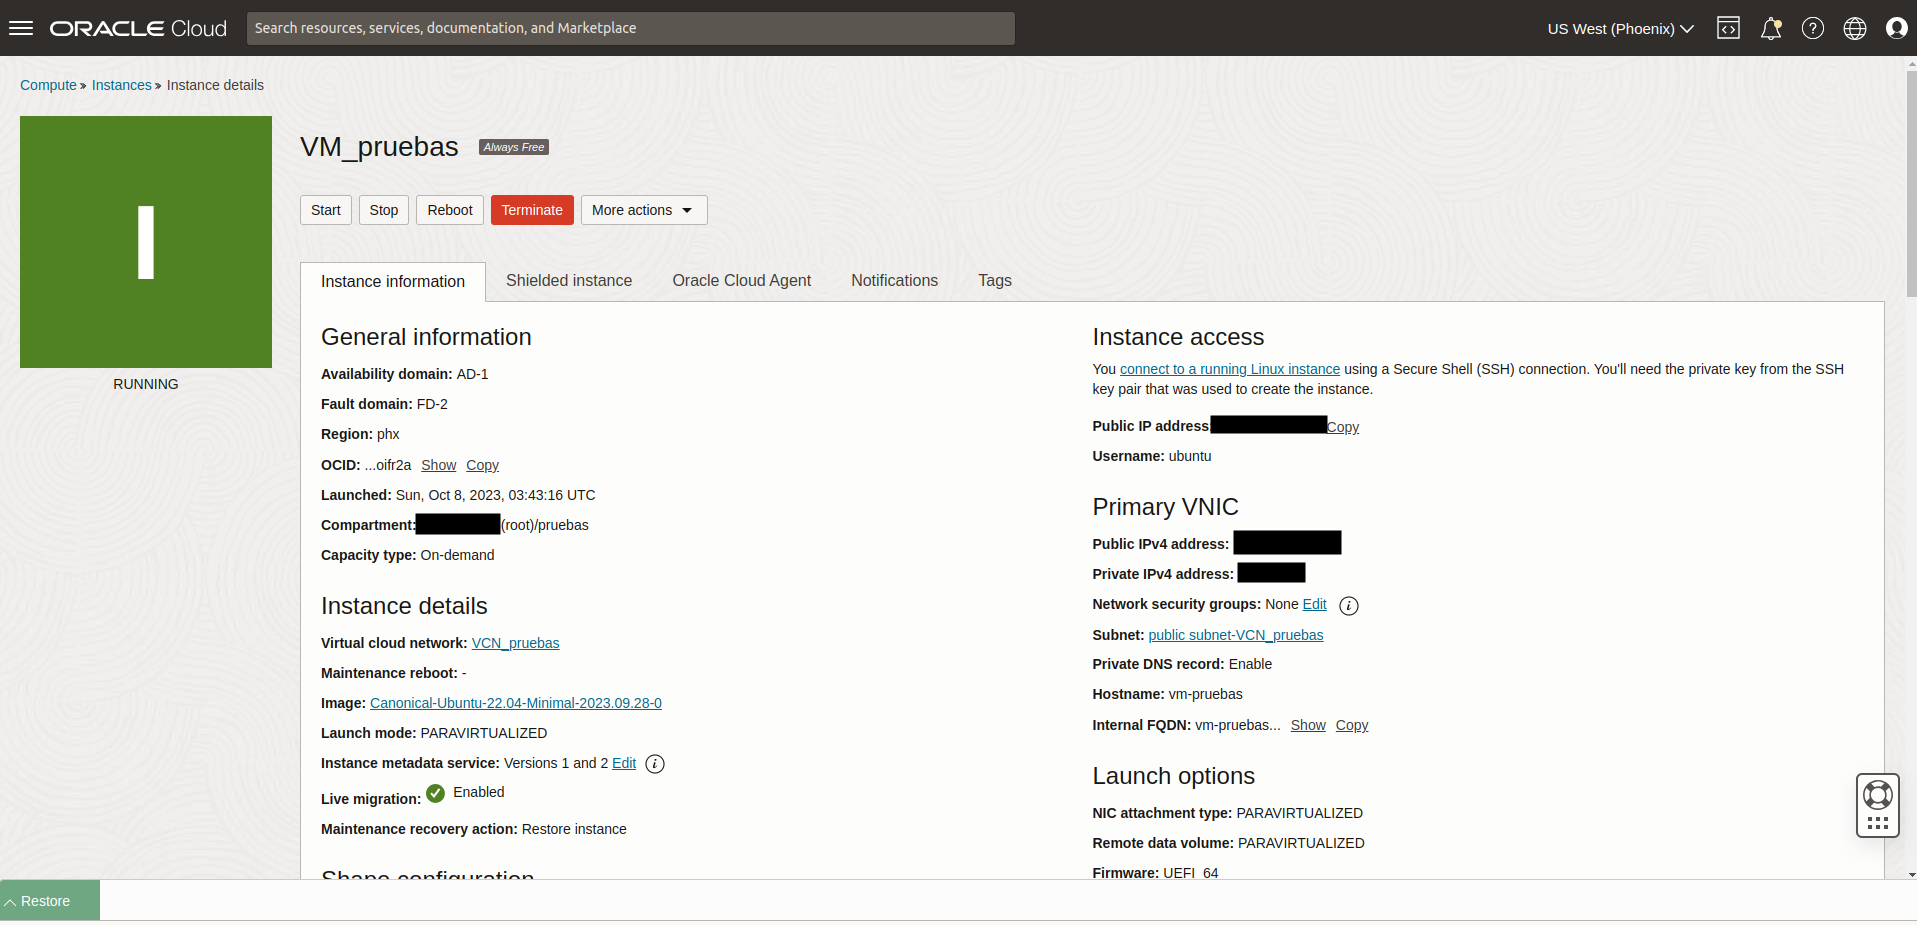 ORACLE Cloud
Search resources, services, documentation, and Marketplace
US West (Phoenix)
Compute » Instances » Instance details
I
RUNNING
VM_pruebas Always Free
Start Stop Reboot Terminate More actions
Instance information Shielded instance Oracle Cloud Agent Notifications Tags
General information
Availability domain: AD-1
Fault domain: FD-2
Region: phx
OCID: ...oifr2a Show Copy
Launched: Sun, Oct 8, 2023, 03:43:16 UTC
Compartment: (root)/pruebas
Capacity type: On-demand
Instance details
Virtual cloud network: VCN_pruebas
Maintenance reboot: -
Image: Canonical-Ubuntu-22.04-Minimal-2023.09.28-0
Launch mode: PARAVIRTUALIZED
Instance metadata service: Versions 1 and 2 Edit
Live migration: Enabled
Maintenance recovery action: Restore instance
Shape configuration
Instance access
You connect to a running Linux instance using a Secure Shell (SSH) connection. You'll need the private key from the SSH
key pair that was used to create the instance.
Public IP address Copy
Username: ubuntu
Primary VNIC
Public IPv4 address:
Private IPv4 address:
Network security groups: None Edit
Subnet: public subnet-VCN_pruebas
Private DNS record: Enable
Hostname: vm-pruebas
Internal FQDN: vm-pruebas... Show Copy
Launch options
NIC attachment type: PARAVIRTUALIZED
Remote data volume: PARAVIRTUALIZED
Firmware: UEFI_64
Restore